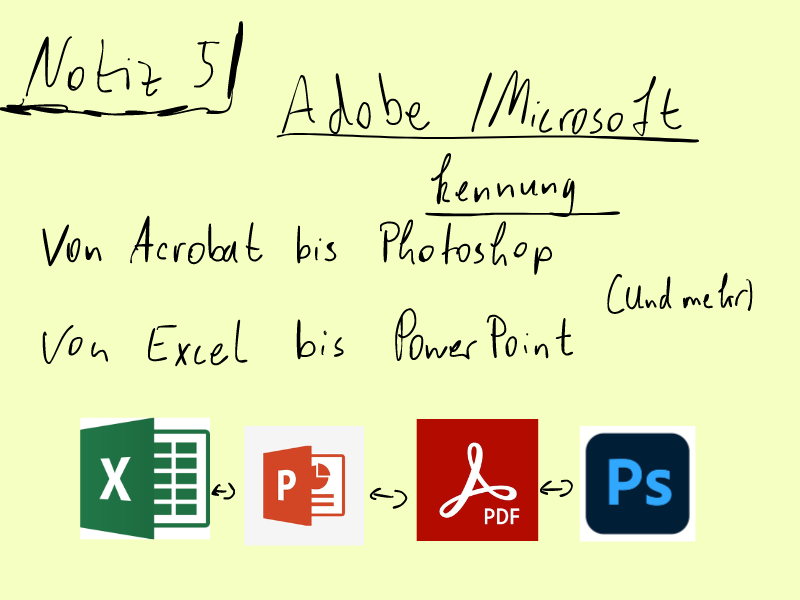 Notiz 5
Adobe /Microsoft
kennung
Von Acrobat bis Photoshop
(Und mehr)
Von Excel bis PowerPoint
X
P
PDF
Ps